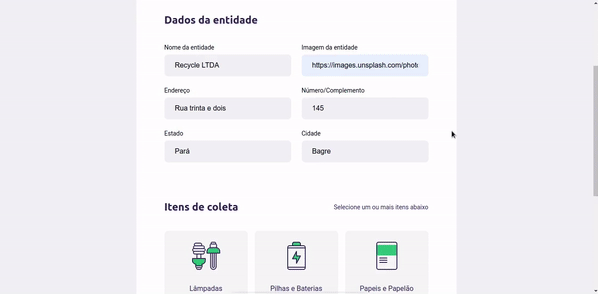 Dados da entidade
Nome da entidade
Imagem da entidade
Recycle LTDA
https://images.unsplash.com/phot
Endereço
Número/Complemento
Rua trinta e dois
145
Estado
Cidade
Pará
Bagre
Itens de coleta
Selecione um ou mais itens abaixo
Lâmpadas
Pilhas e Baterias
Papeis e Papelão